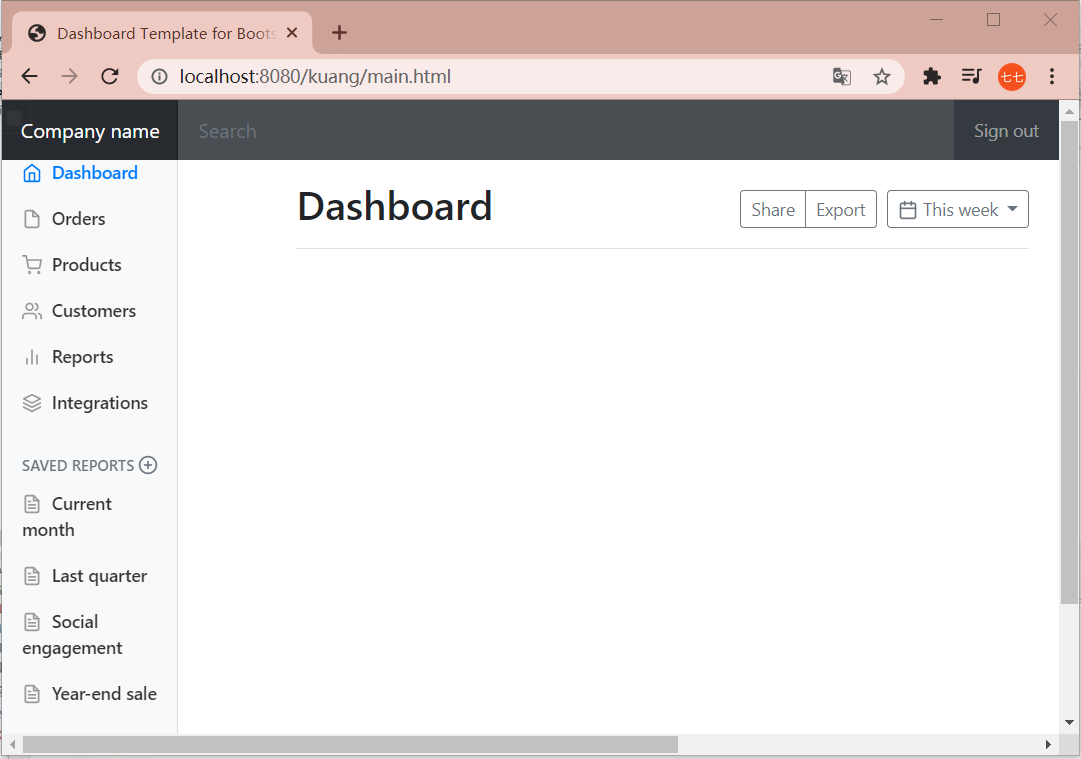 Dashboard Template for Boots
localhost:8080/kuang/main.html
七七
Company name
Search
Sign out
Dashboard
Orders
Products
Customers
Reports
Integrations
SAVED REPORTS
Current
month
Last quarter
Social
engagement
Year-end sale
Dashboard
Share
Export
This week